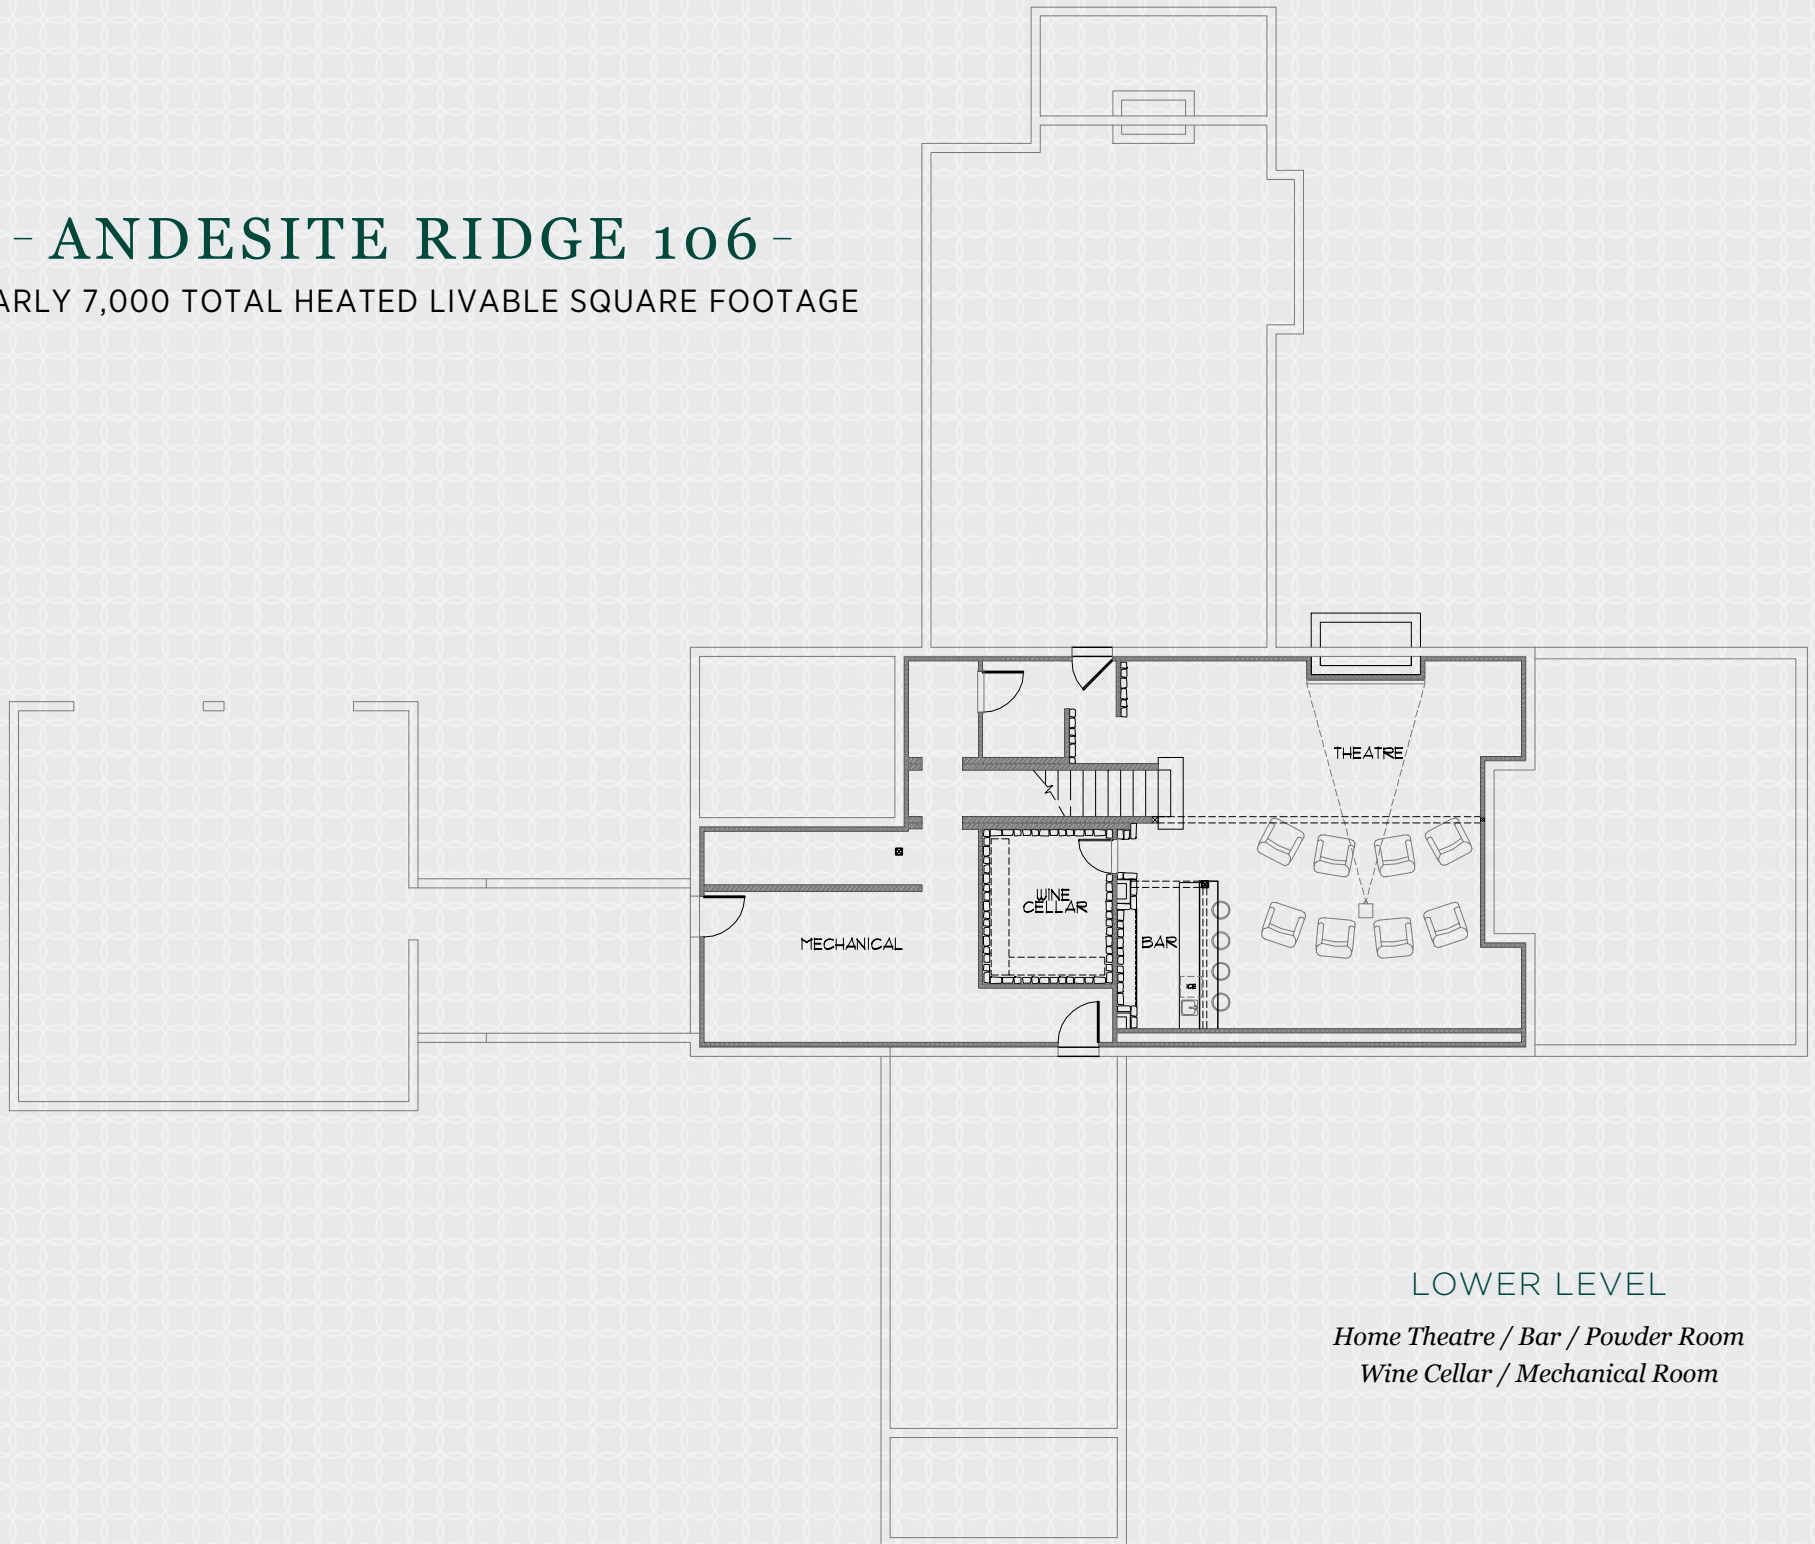 - ANDESITE RIDGE 106 -
ARLY 7,000 TOTAL HEATED LIVABLE SQUARE FOOTAGE
THEATRE
WINE
CELLAR
MECHANICAL
BAR
ICE
LOWER LEVEL
Home Theatre / Bar / Powder Room
Wine Cellar / Mechanical Room